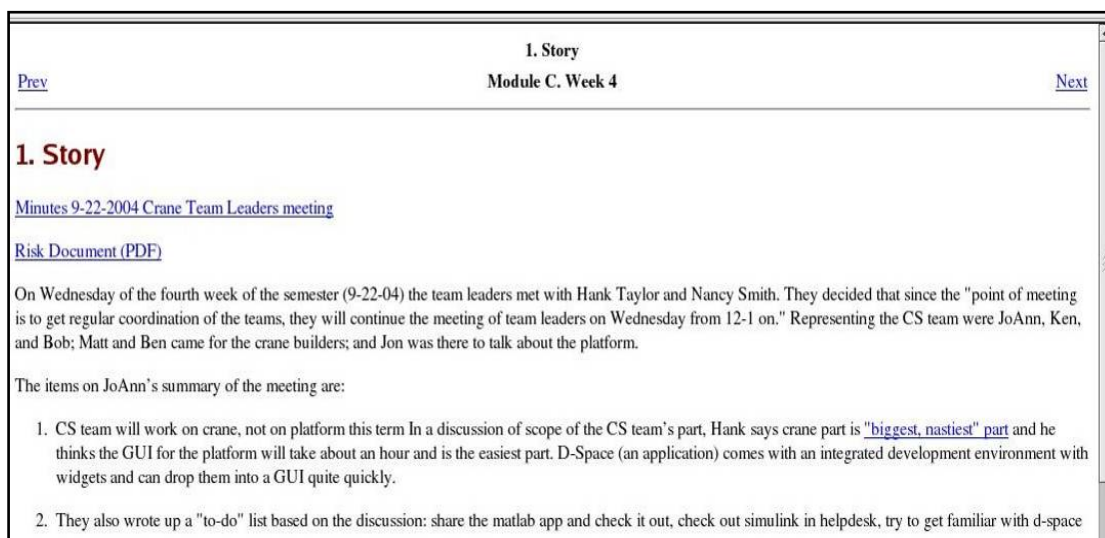 1. Story
Prev
Module C. Week 4
Next
1. Story
Minutes 9-22-2004 Crane Team Leaders meeting
Risk Document (PDF)
On Wednesday of the fourth week of the semester (9-22-04) the team leaders met with Hank Taylor and Nancy Smith. They decided that since the "point of meeting
is to get regular coordination of the teams, they will continue the meeting of team leaders on Wednesday from 12-1 on." Representing the CS team were JoAnn, Ken,
and Bob; Matt and Ben came for the crane builders; and Jon was there to talk about the platform.
The items on JoAnn's summary of the meeting are:
1. CS team will work on crane, not on platform this term In a discussion of scope of the CS team's part, Hank says crane part is "biggest, nastiest" part and he
thinks the GUI for the platform will take about an hour and is the easiest part. D-Space (an application) comes with an integrated development environment with
widgets and can drop them into a GUI quite quickly.
2. They also wrote up a "to-do" list based on the discussion: share the matlab app and check it out, check out simulink in helpdesk, try to get familiar with d-space